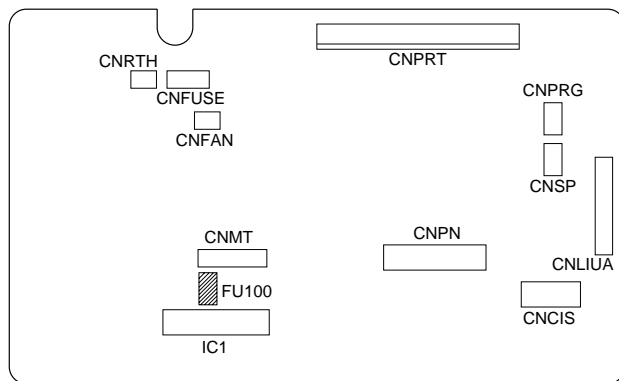 CNRTH
CNPRT
CNFUSE
CNPRG
CNFAN
CNSP
CNMT
CNPN
CNLIUA
FU100
CNCIS
IC1